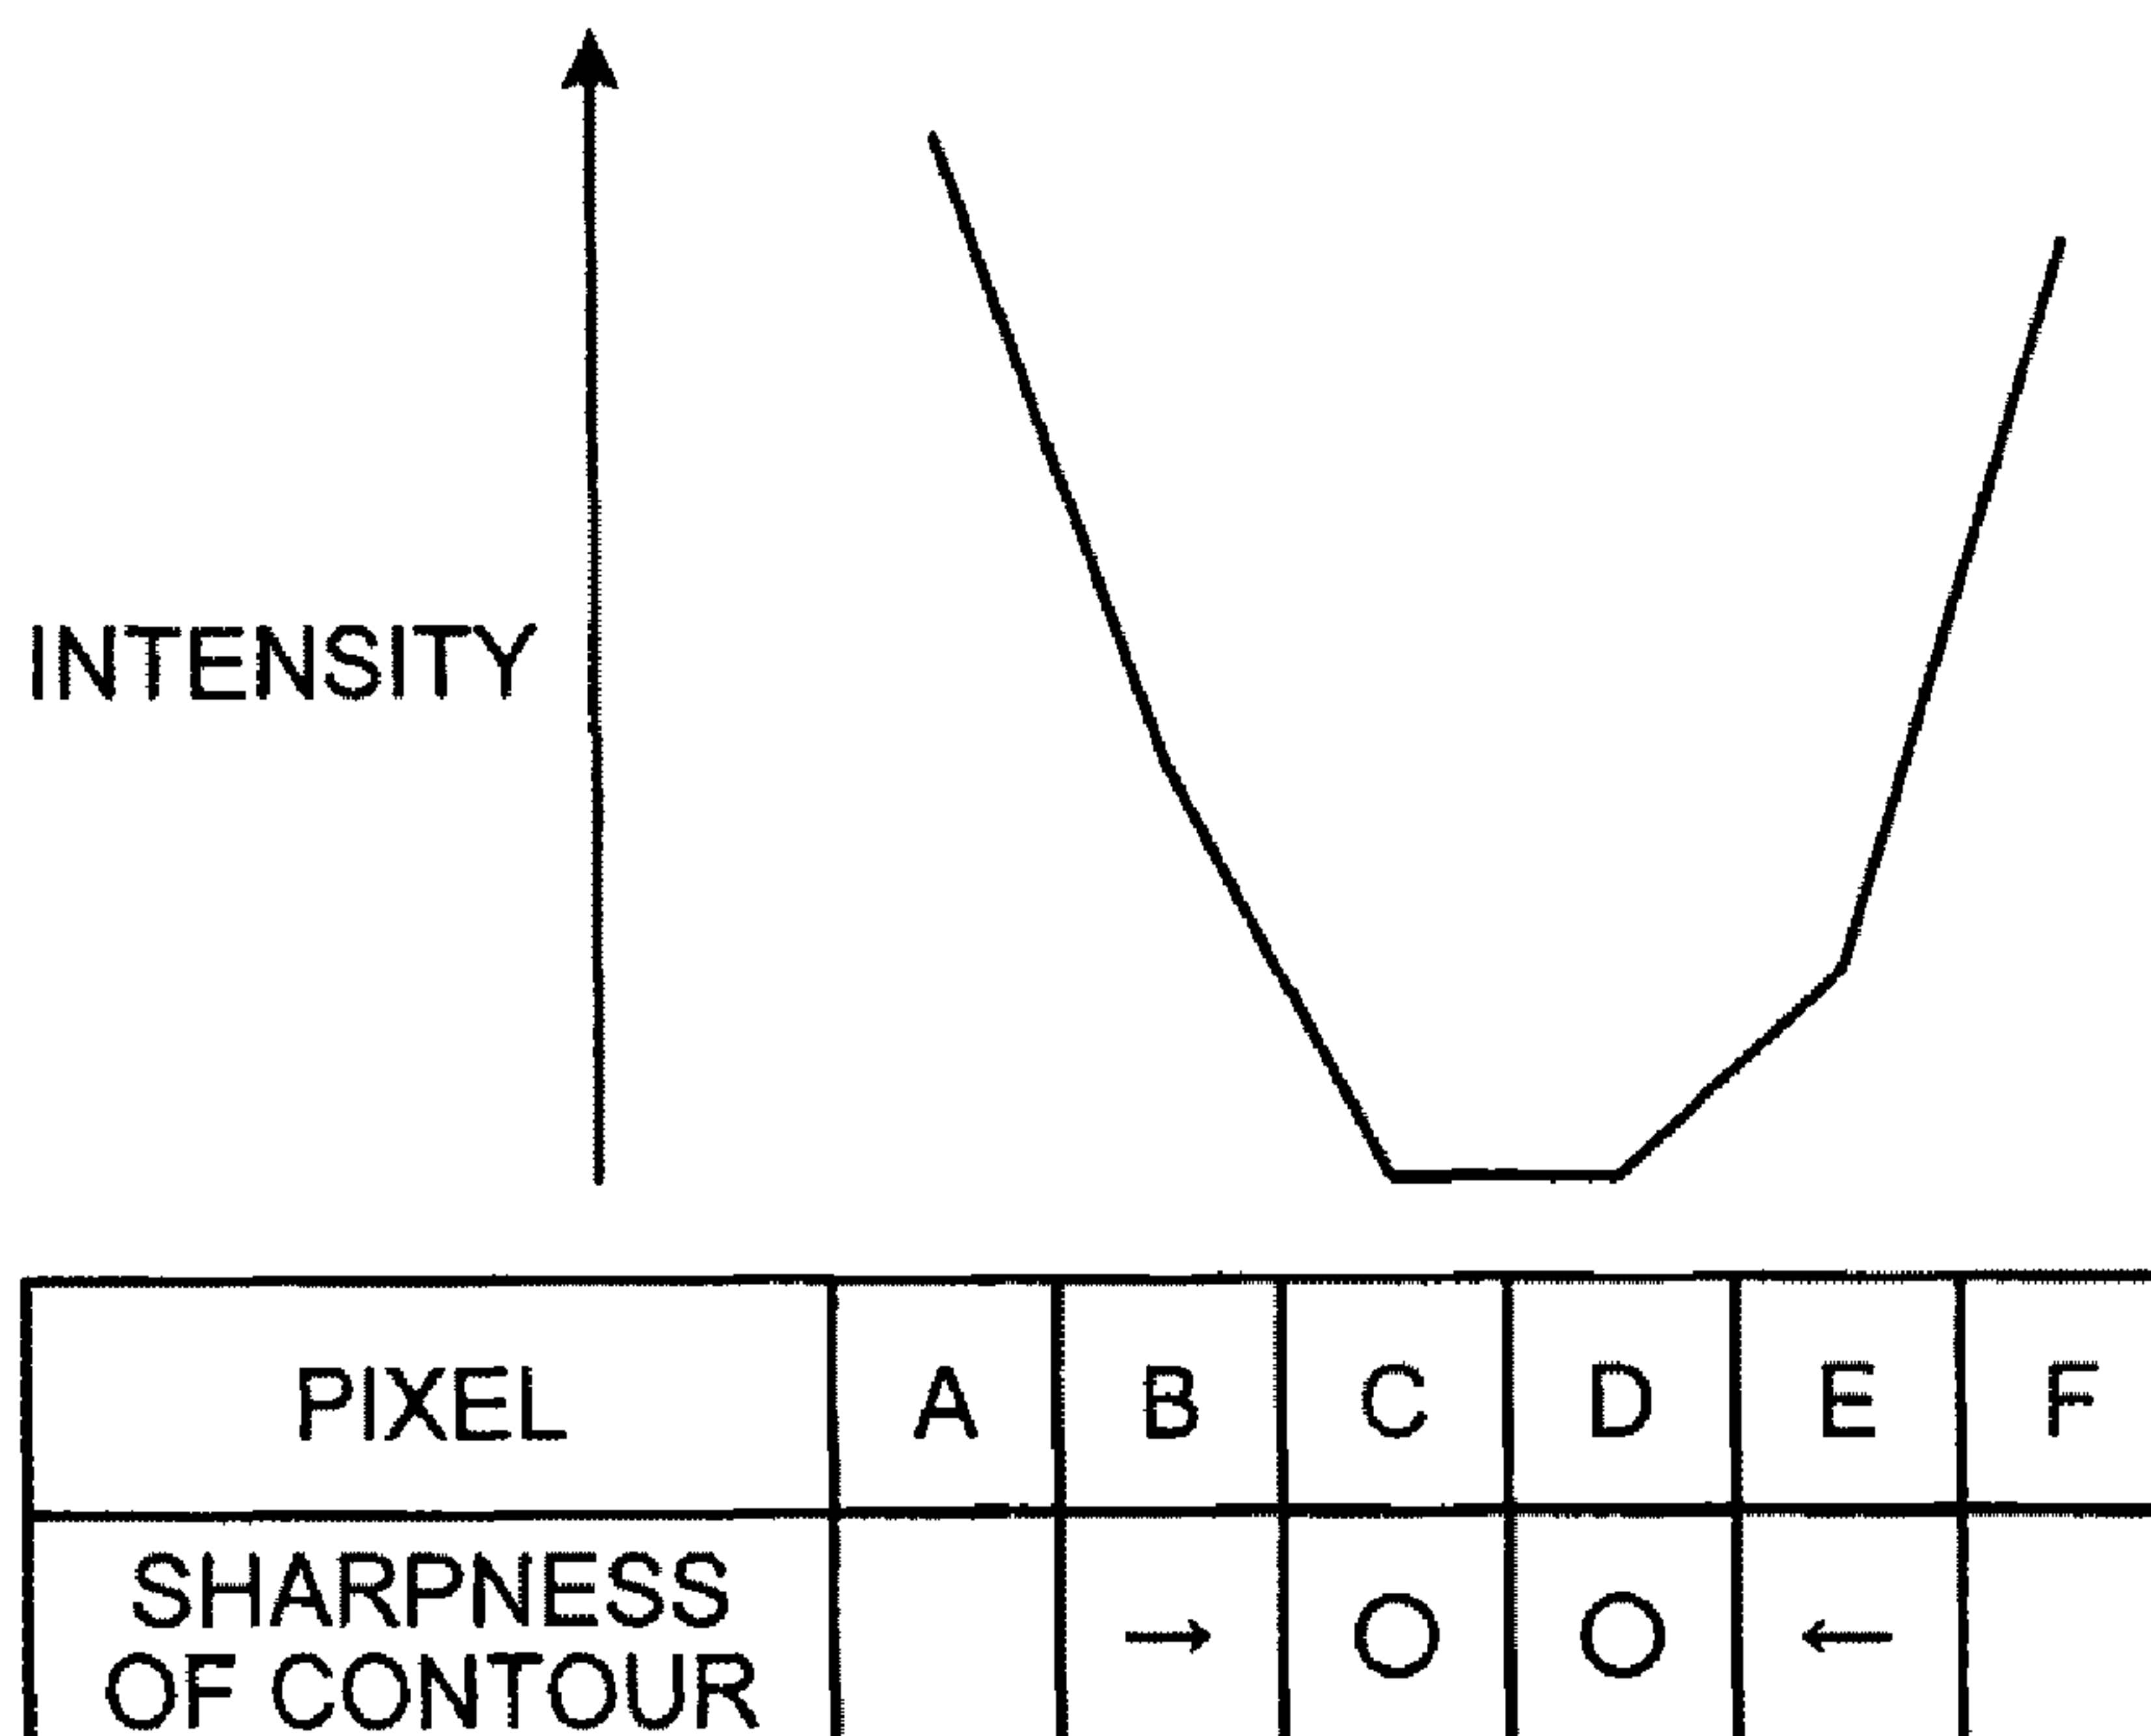 INTENSITY
PIXEL A B C D E F
SHARPNESS
OF CONTOUR → ○ ○ ←